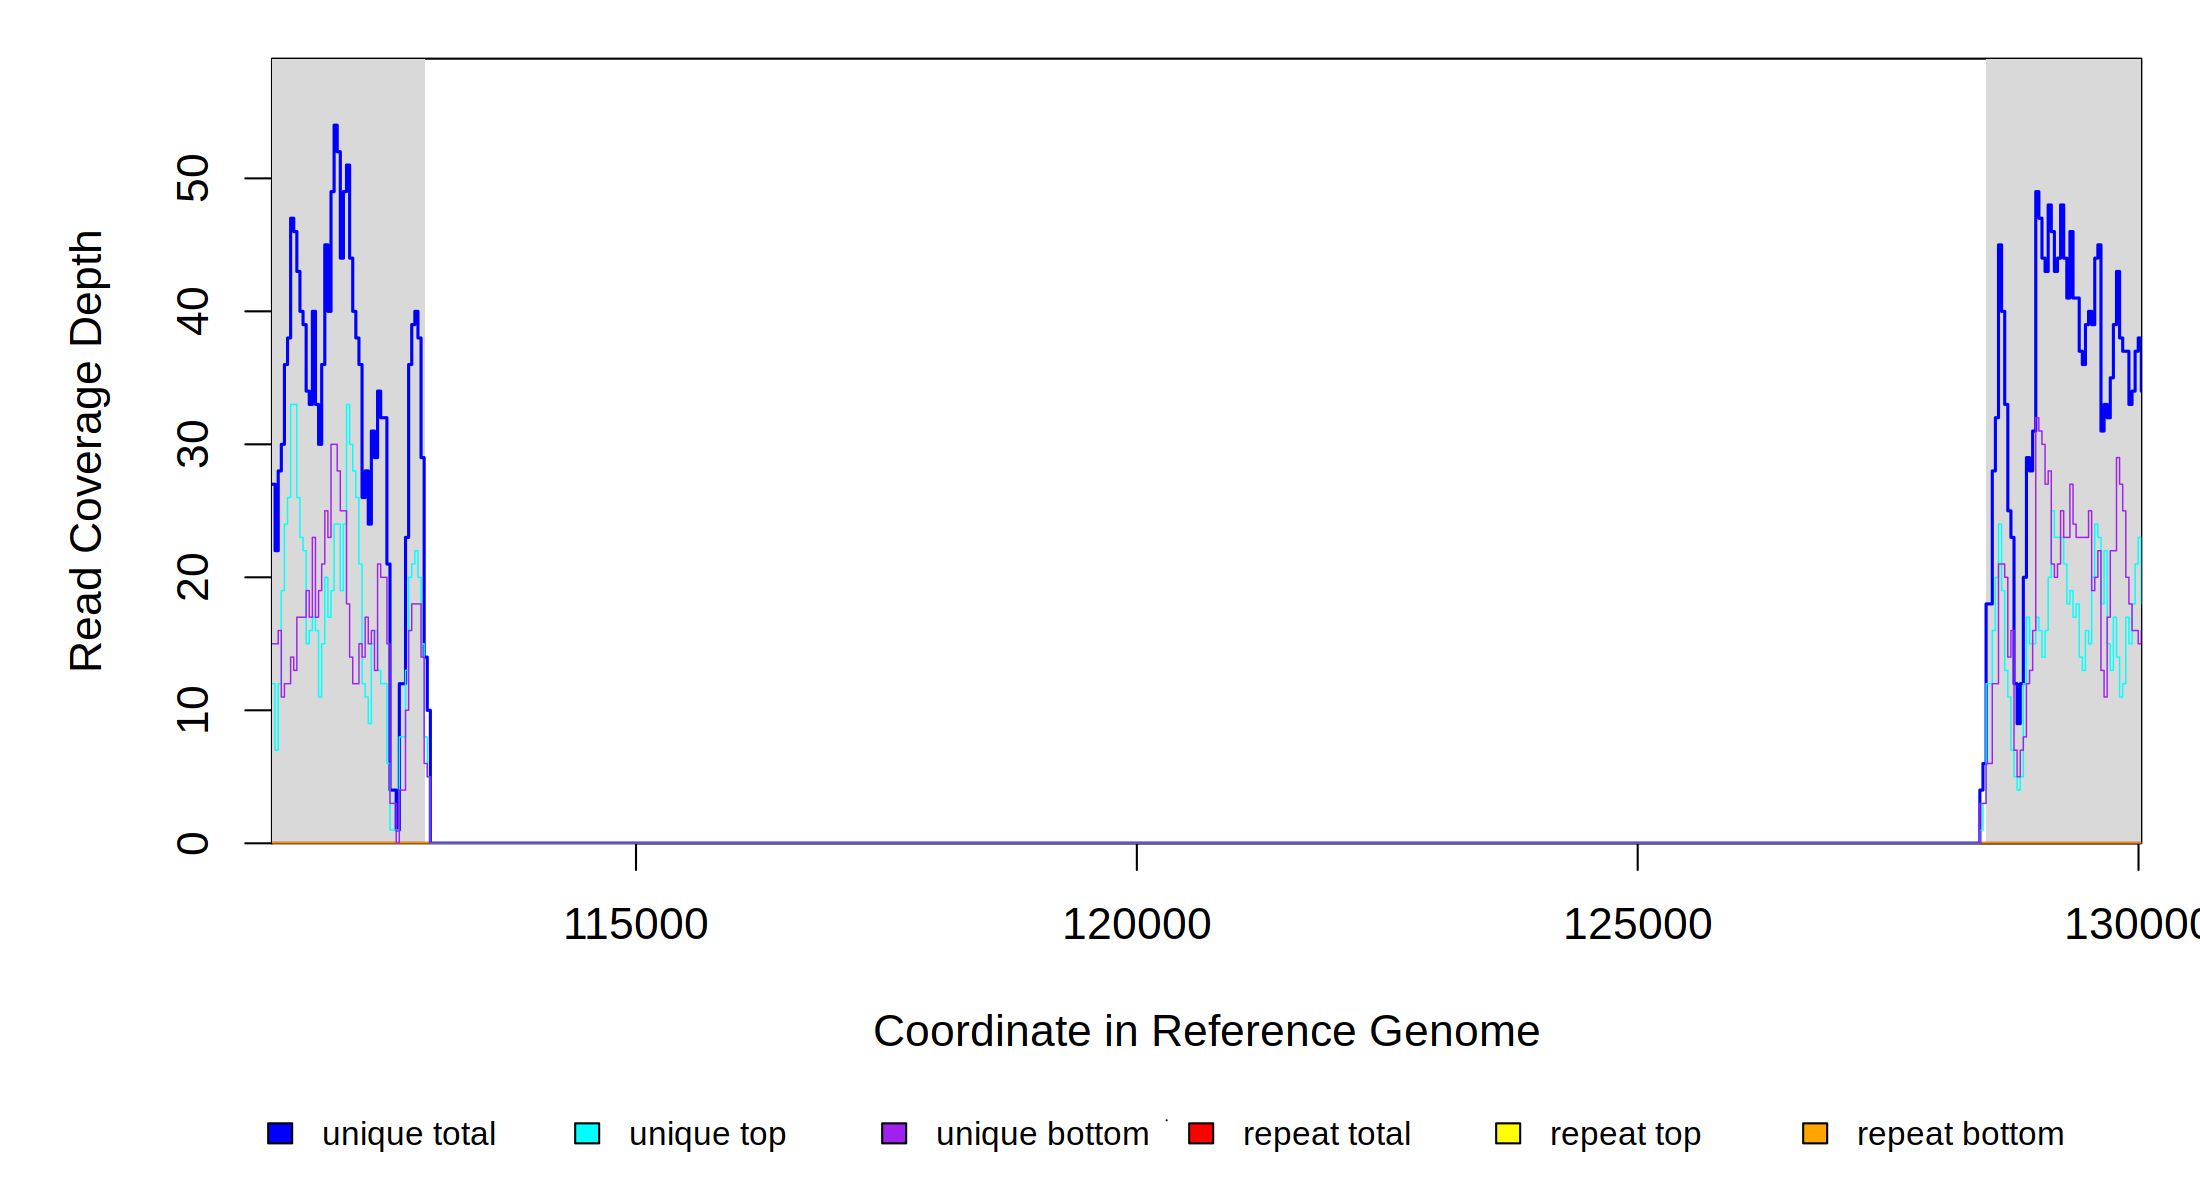 Read Coverage Depth
50
40
30
20
10
0
115000 120000 125000 130000
Coordinate in Reference Genome
unique total unique top unique bottom repeat total repeat top repeat bottom